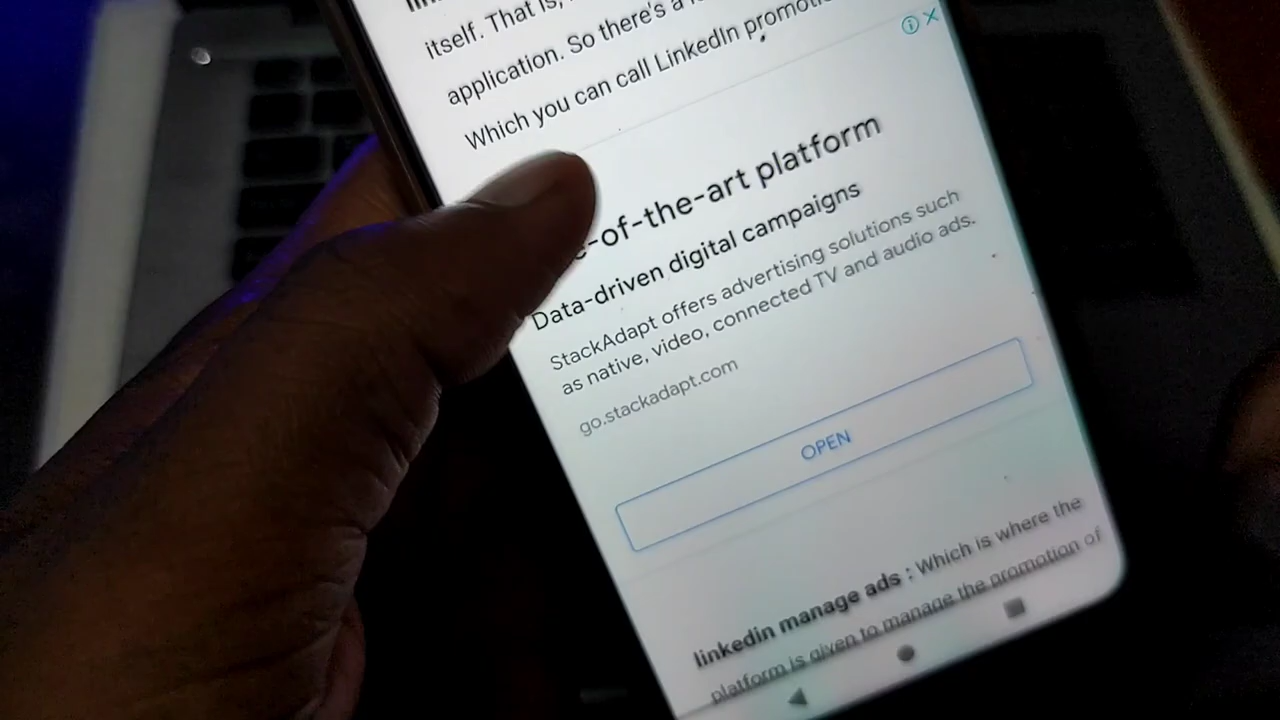 itself. That is,
application. So there's a
Which you can call LinkedIn
-of-the-art platform
Data-driven digital campaigns
StackAdapt offers advertising solutions such
as native, video, connected TV and audio ads.
go.stackadapt.com
OPEN
linkedin manage ads : Which is where the
platform is given to manage the promotion of